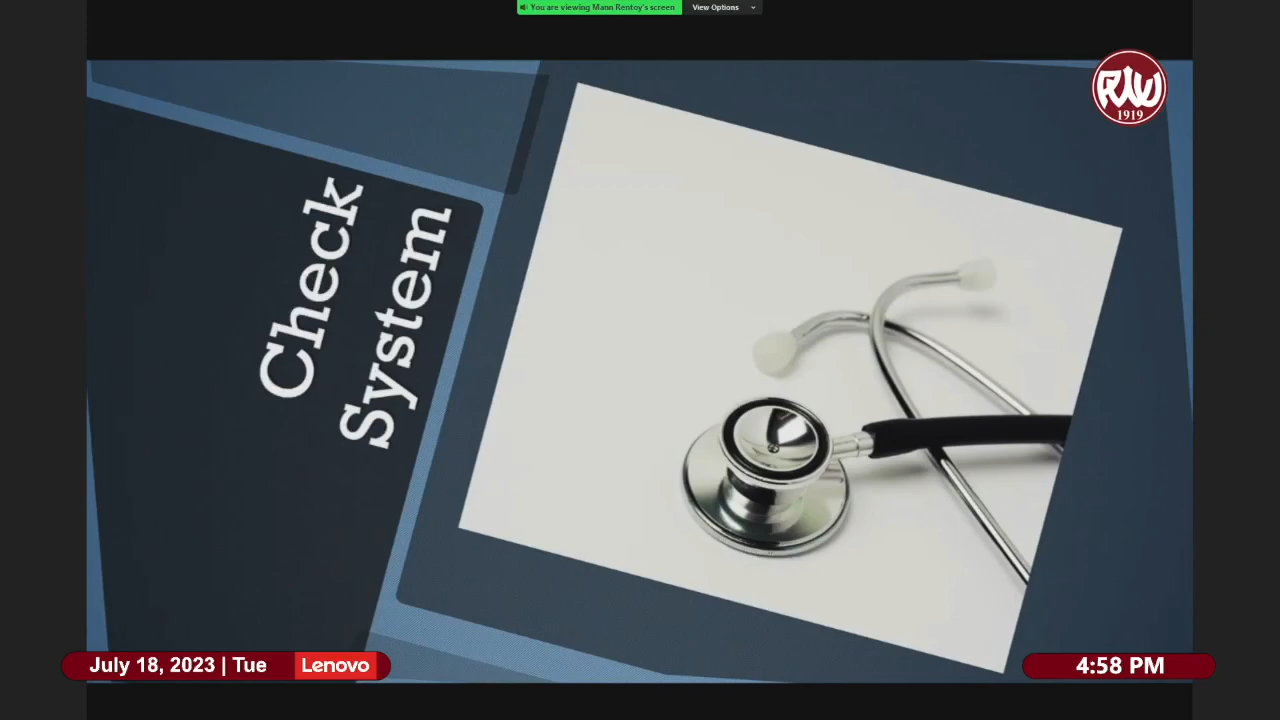 You are viewing Mann Rentoy's screen
View Options
RWU
1919
Check
System
July 18, 2023 | Tue
Lenovo
4:58 PM